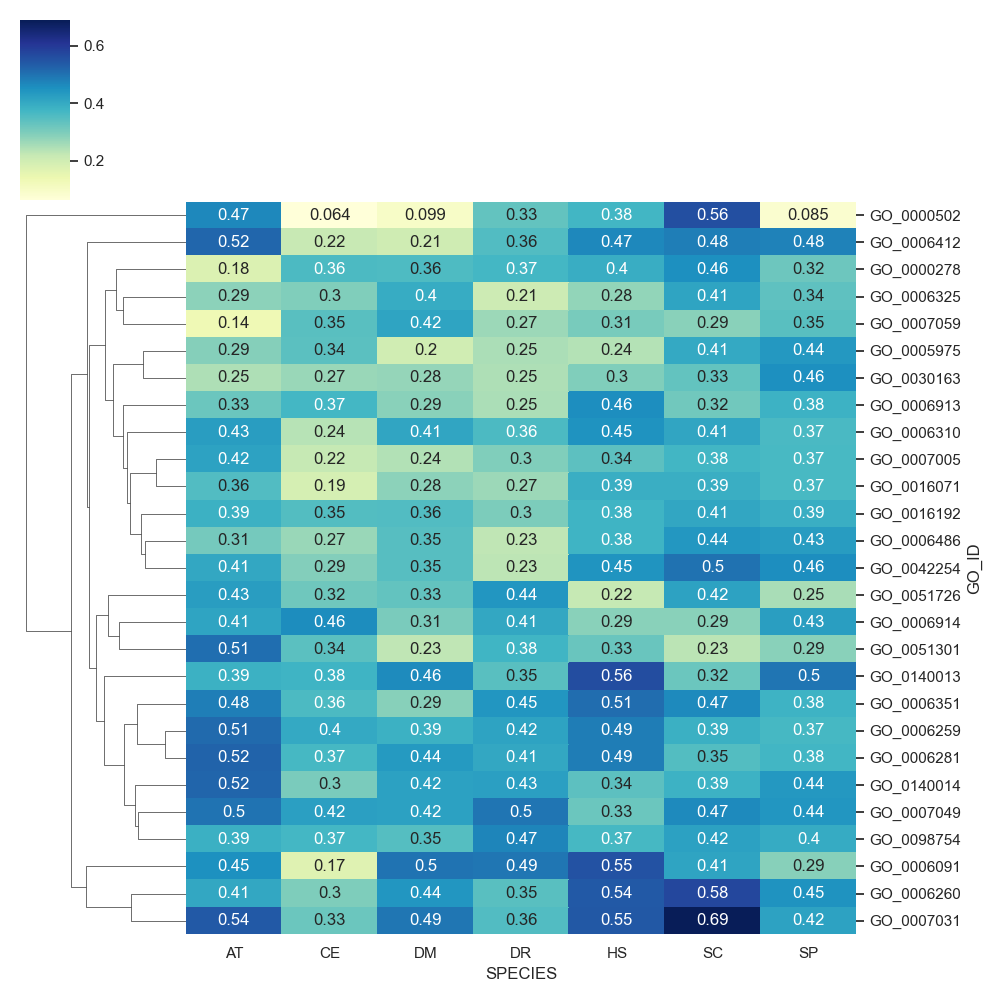 0.6
0.4
0.2
0.47 0.064 0.099 0.33 0.38 0.56 0.085 GO_0000502
0.52 0.22 0.21 0.36 0.47 0.48 0.48 GO_0006412
0.18 0.36 0.36 0.37 0.4 0.46 0.32 GO_0000278
0.29 0.3 0.4 0.21 0.28 0.41 0.34 GO_0006325
0.14 0.35 0.42 0.27 0.31 0.29 0.35 GO_0007059
0.29 0.34 0.2 0.25 0.24 0.41 0.44 GO_0005975
0.25 0.27 0.28 0.25 0.3 0.33 0.46 GO_0030163
0.33 0.37 0.29 0.25 0.46 0.32 0.38 GO_0006913
0.43 0.24 0.41 0.36 0.45 0.41 0.37 GO_0006310
0.42 0.22 0.24 0.3 0.34 0.38 0.37 GO_0007005
0.36 0.19 0.28 0.27 0.39 0.39 0.37 GO_0016071
0.39 0.35 0.36 0.3 0.38 0.41 0.39 GO_0016192
0.31 0.27 0.35 0.23 0.38 0.44 0.43 GO_0006486
0.41 0.29 0.35 0.23 0.45 0.5 0.46 GO_0042254
0.43 0.32 0.33 0.44 0.22 0.42 0.25 GO_0051726
0.41 0.46 0.31 0.41 0.29 0.29 0.43 GO_0006914
0.51 0.34 0.23 0.38 0.33 0.23 0.29 GO_0051301
0.39 0.38 0.46 0.35 0.56 0.32 0.5 GO_0140013
0.48 0.36 0.29 0.45 0.51 0.47 0.38 GO_0006351
0.51 0.4 0.39 0.42 0.49 0.39 0.37 GO_0006259
0.52 0.37 0.44 0.41 0.49 0.35 0.38 GO_0006281
0.52 0.3 0.42 0.43 0.34 0.39 0.44 GO_0140014
0.5 0.42 0.42 0.5 0.33 0.47 0.44 GO_0007049
0.39 0.37 0.35 0.47 0.37 0.42 0.4 GO_0098754
0.45 0.17 0.5 0.49 0.55 0.41 0.29 GO_0006091
0.41 0.3 0.44 0.35 0.54 0.58 0.45 GO_0006260
0.54 0.33 0.49 0.36 0.55 0.69 0.42 GO_0007031
GO_ID
AT CE DM DR HS SC SP
SPECIES